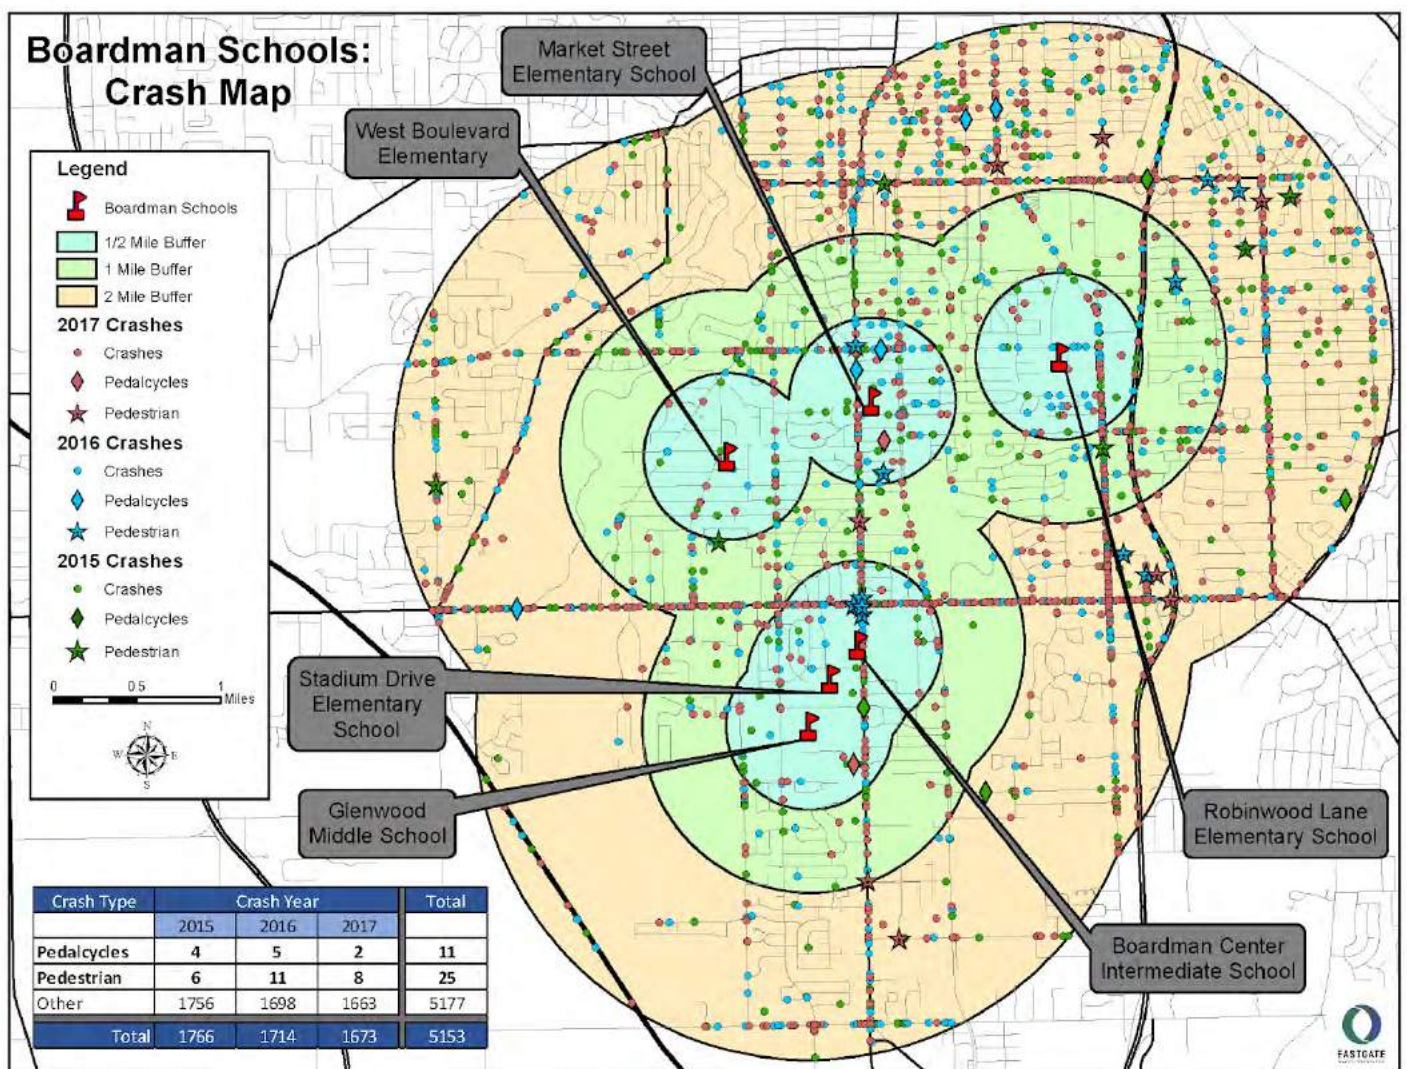 Boardman Schools:
Crash Map
Market Street
Elementary School
West Boulevard
Elementary
Legend
Boardman Schools
1/2 Mile Buffer
1 Mile Buffer
2 Mile Buffer
2017 Crashes
Crashes
Pedalcycles
Pedestrian
2016 Crashes
Crashes
Pedalcycles
Pedestrian
2015 Crashes
Crashes
Pedalcycles
Pedestrian
0 0.5 1
Miles
N
W E
S
Stadium Drive
Elementary
School
Glenwood
Middle School
Robinwood Lane
Elementary School
Boardman Center
Intermediate School
Crash Type Crash Year Total
2015 2016 2017
Pedalcycles 4 5 2 11
Pedestrian 6 11 8 25
Other 1756 1698 1663 5177
Total 1766 1714 1673 5153
EASTGATE